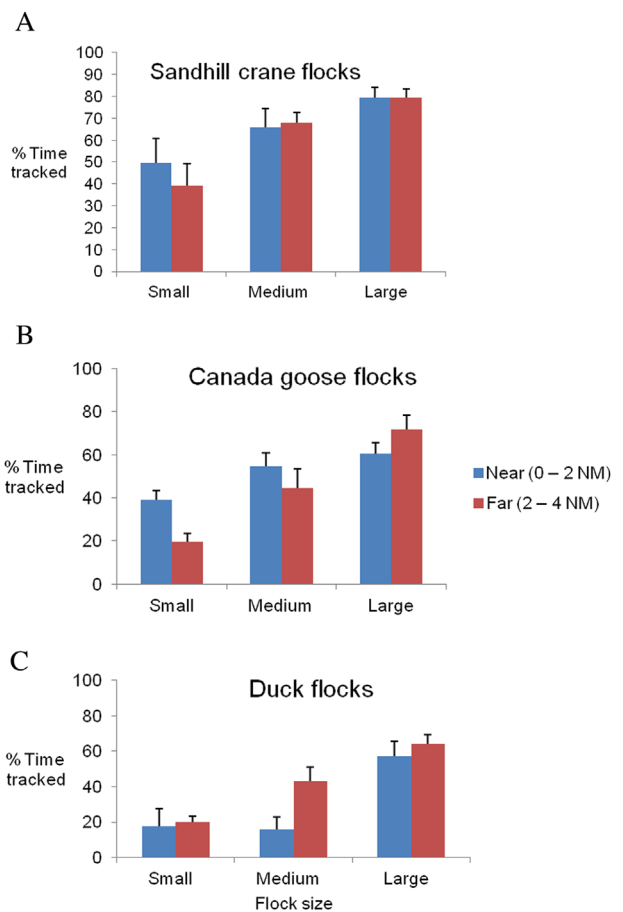 A
Sandhill crane flocks
% Time
tracked
100
90
80
70
60
50
40
30
20
10
0
Small Medium Large
B
Canada goose flocks
% Time
tracked
100
80
60
40
20
0
Small Medium Large
Near (0 – 2 NM)
Far (2 – 4 NM)
C
Duck flocks
% Time
tracked
100
80
60
40
20
0
Small Medium Large
Flock size